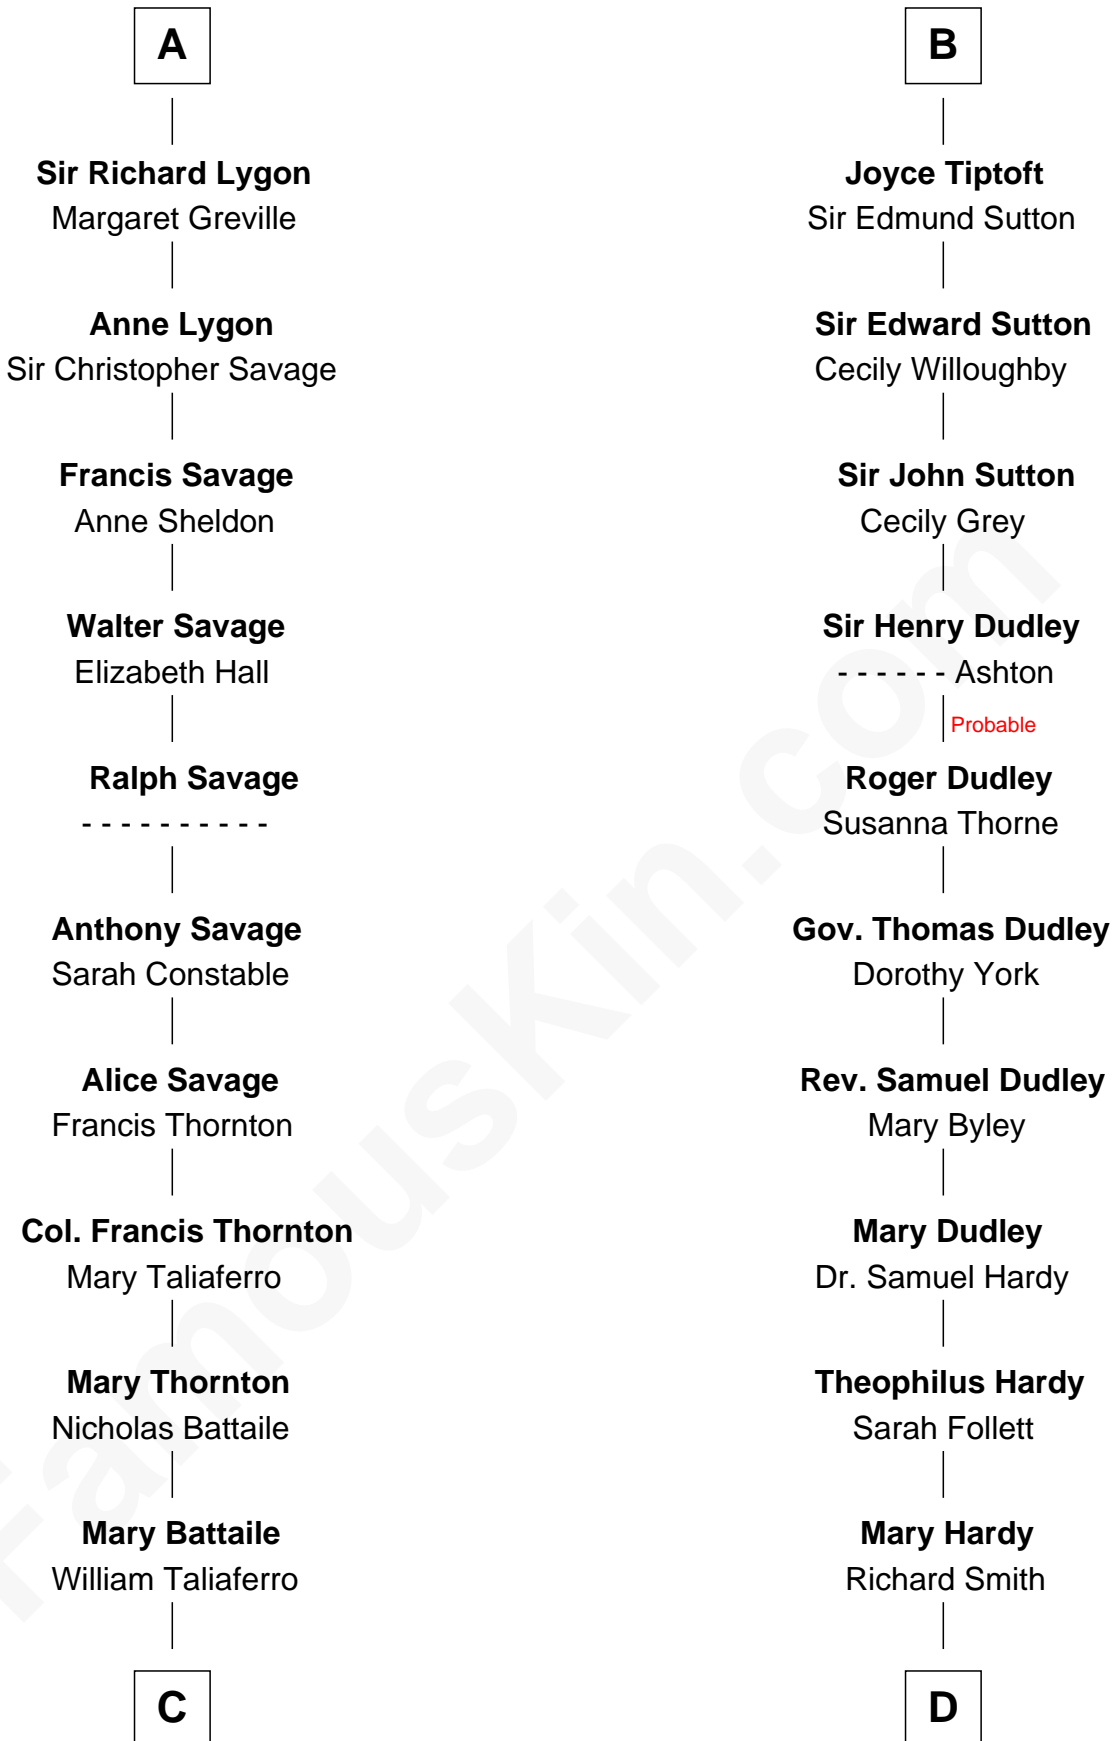 A
Sir Richard Lygon
Margaret Greville
Anne Lygon
Sir Christopher Savage
Francis Savage
Anne Sheldon
Walter Savage
Elizabeth Hall
Ralph Savage
- - - - - - - - - -
Anthony Savage
Sarah Constable
Alice Savage
Francis Thornton
Col. Francis Thornton
Mary Taliaferro
Mary Thornton
Nicholas Battaile
Mary Battaile
William Taliaferro
C
B
Joyce Tiptoft
Sir Edmund Sutton
Sir Edward Sutton
Cecily Willoughby
Sir John Sutton
Cecily Grey
Sir Henry Dudley
- - - - - - Ashton
Probable
Roger Dudley
Susanna Thorne
Gov. Thomas Dudley
Dorothy York
Rev. Samuel Dudley
Mary Byley
Mary Dudley
Dr. Samuel Hardy
Theophilus Hardy
Sarah Follett
Mary Hardy
Richard Smith
D
FamousKin.com